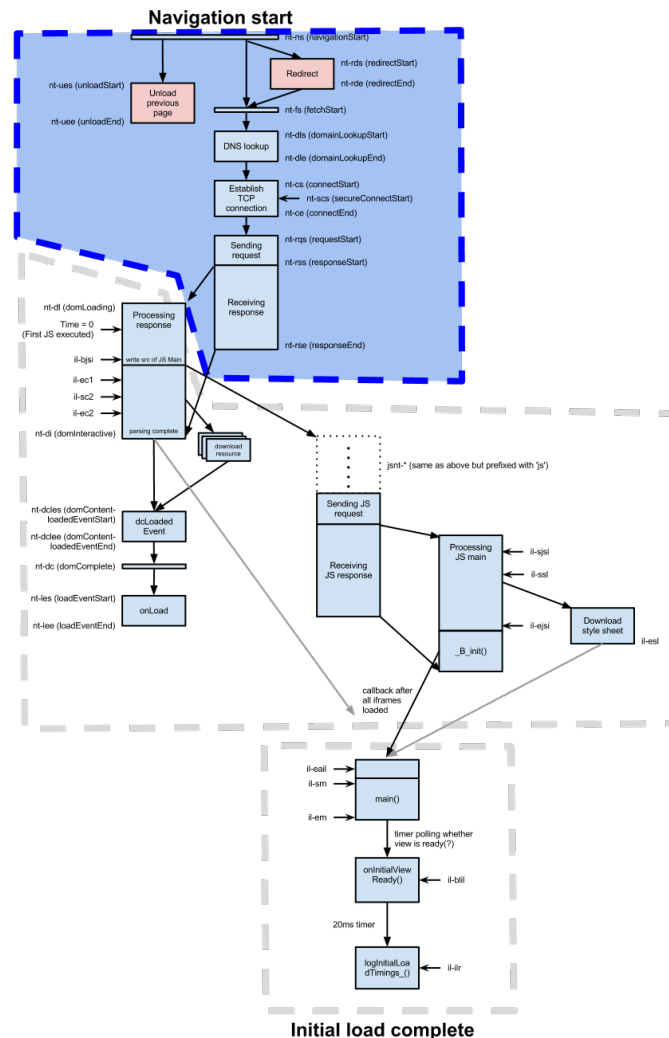 Navigation start
nt-ns (navigationStart)
nt-rds (redirectStart)
Redirect
nt-rde (redirectEnd)
nt-ues (unloadStart)
Unload
previous
page
nt-uee (unloadEnd)
nt-fs (fetchStart)
nt-dls (domainLookupStart)
DNS lookup
nt-dle (domainLookupEnd)
nt-cs (connectStart)
Establish
TCP
connection
nt-scs (secureConnectStart)
nt-ce (connectEnd)
nt-rqs (requestStart)
Sending
request
nt-rss (responseStart)
Receiving
response
nt-rse (responseEnd)
nt-dl (domLoading)
Processing
response
Time = 0
(First JS executed)
il-bjsi
write src of JS Main
il-ec1
il-sc2
il-ec2
parsing complete
nt-di (domInteractive)
download
resource
jsnt-* (same as above but prefixed with 'js')
nt-dcles (domContent-
loadedEventStart)
dcLoaded
Event
nt-dclee (domContent-
loadedEventEnd)
nt-dc (domComplete)
nt-les (loadEventStart)
onLoad
nt-lee (loadEventEnd)
Sending JS
request
Receiving
JS response
Processing
JS main
il-sjsi
il-ssl
il-ejsi
Download
style sheet
il-esl
_B_init()
callback after
all iframes
loaded
il-eail
il-sm
main()
il-em
timer polling whether
view is ready(?)
onInitialView
Ready()
il-blil
20ms timer
logInitialLoa
dTimings_()
il-ilr
Initial load complete